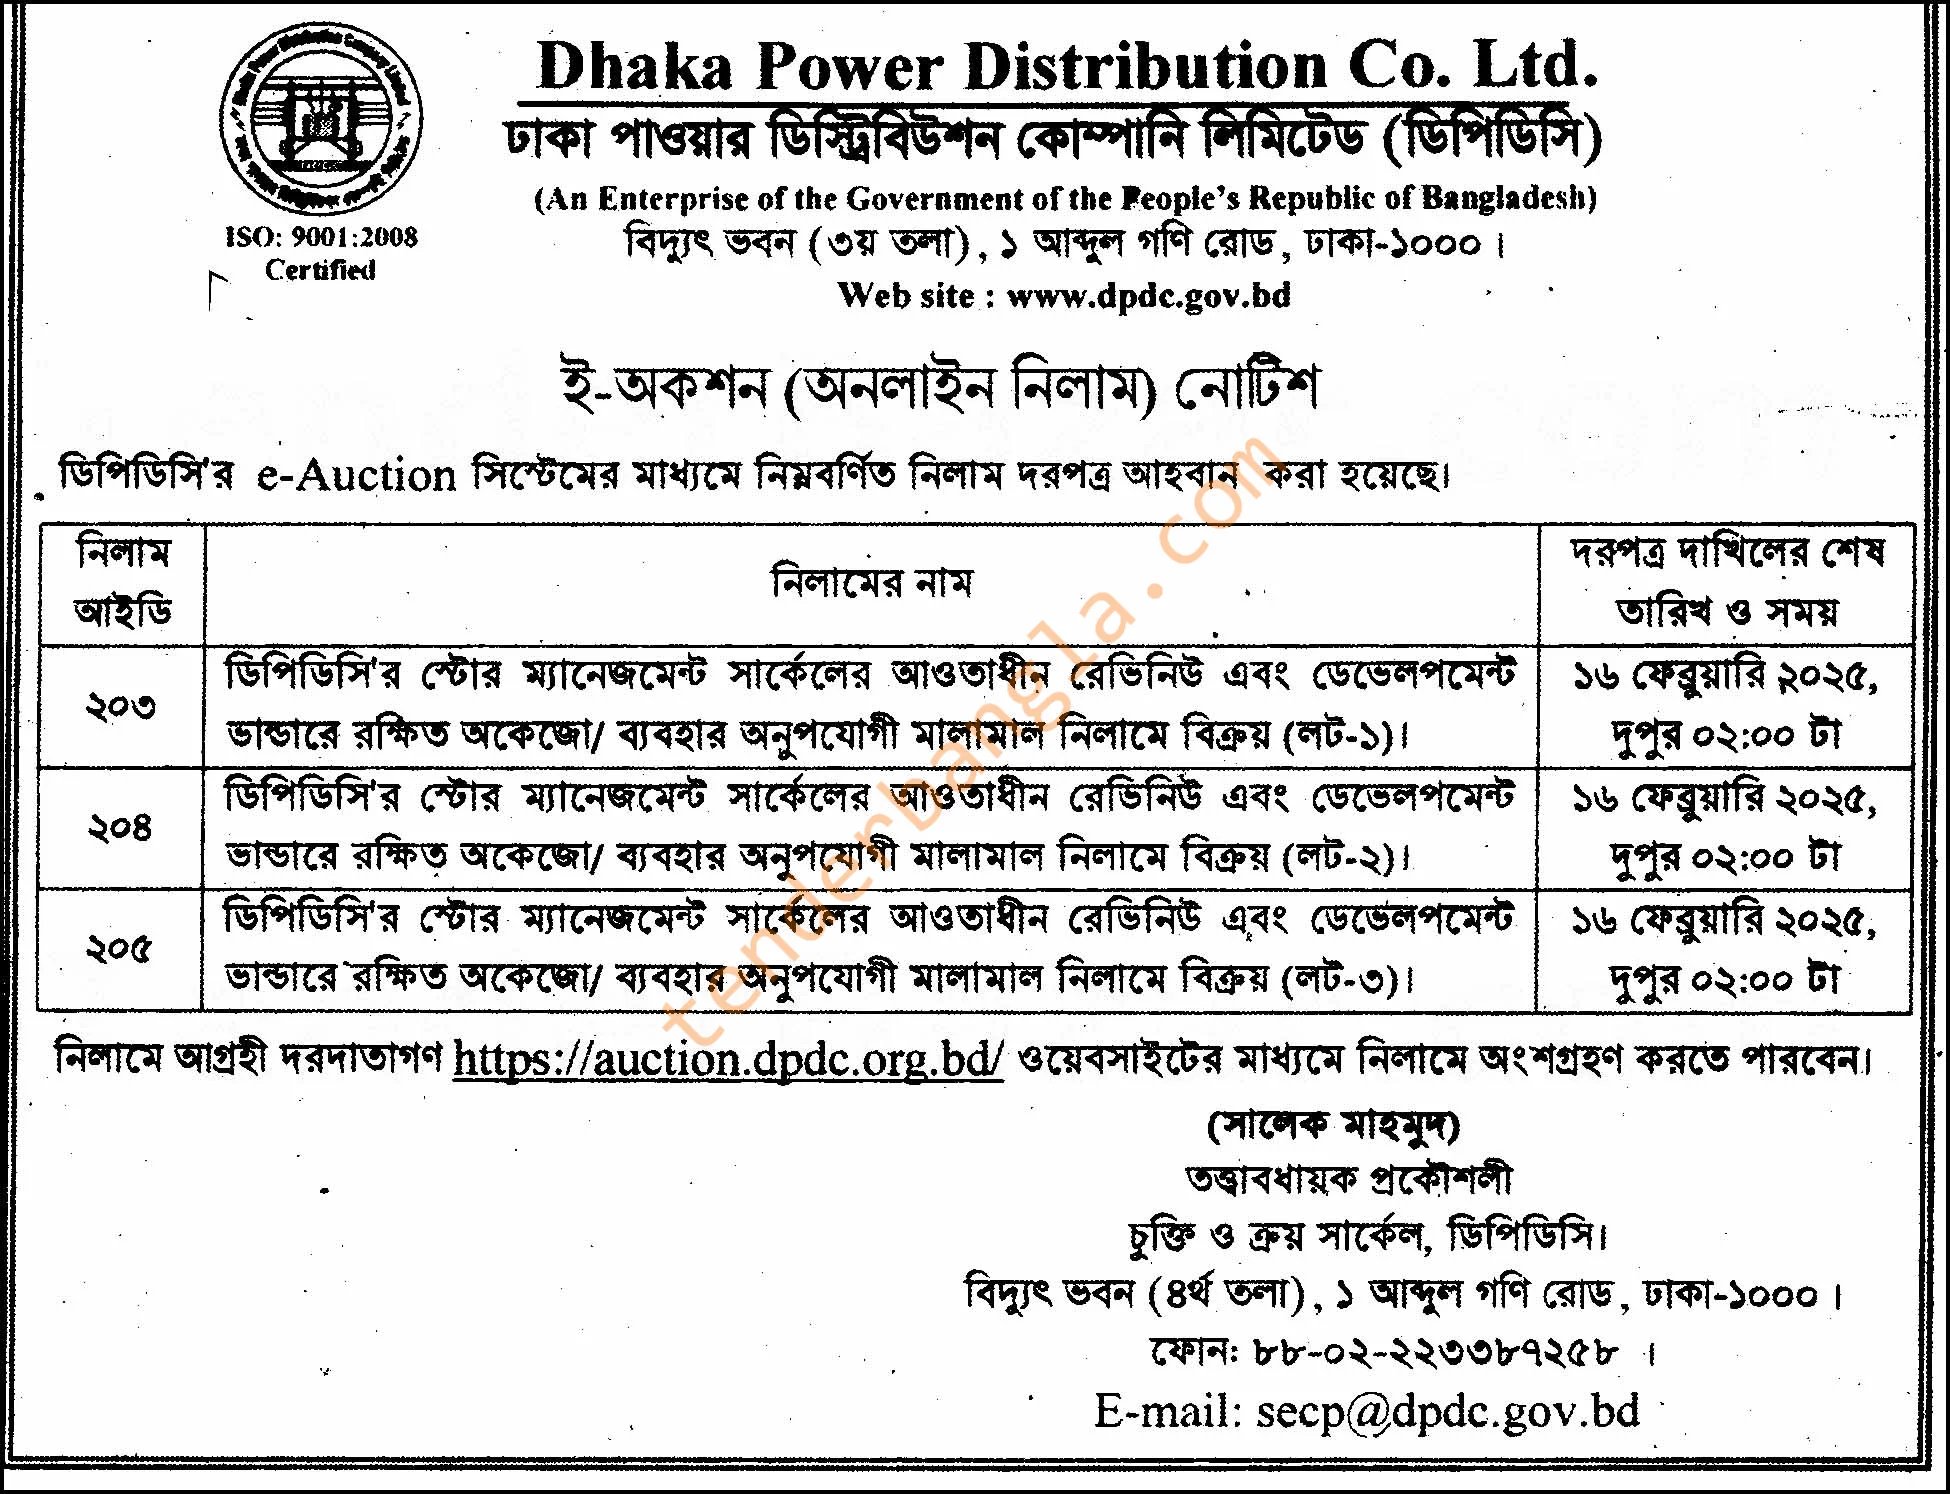 Dhaka Power Distribution Co. Ltd.
ঢাকা পাওয়ার ডিস্ট্রিবিউশন কোম্পানি লিমিটেড (ডিপিডিসি)
(An Enterprise of the Government of the People's Republic of Bangladesh)
বিদ্যুৎ ভবন (৩য় তলা), ১ আব্দুল গণি রোড, ঢাকা-১০০০।
Web site : www.dpdc.gov.bd
ISO: 9001:2008
Certified
ই-অকশন (অনলাইন নিলাম) নোটিশ
ডিপিডিসি'র e-Auction সিস্টেমের মাধ্যমে নিম্নবর্ণিত নিলাম দরপত্র আহবান করা হয়েছে।
নিলাম
আইডি
নিলামের নাম
দরপত্র দাখিলের শেষ
তারিখ ও সময়
২০৩
ডিপিডিসি'র স্টোর ম্যানেজমেন্ট সার্কেলের আওতাধীন রেভিনিউ এবং ডেভেলপমেন্ট
ভান্ডারে রক্ষিত অকেজো/ ব্যবহার অনুপযোগী মালামাল নিলামে বিক্রয় (লট-১)।
১৬ ফেব্রুয়ারি ২০২৫,
দুপুর ০২:০০ টা
২০৪
ডিপিডিসি'র স্টোর ম্যানেজমেন্ট সার্কেলের আওতাধীন রেভিনিউ এবং ডেভেলপমেন্ট
ভান্ডারে রক্ষিত অকেজো/ ব্যবহার অনুপযোগী মালামাল নিলামে বিক্রয় (লট-২)।
১৬ ফেব্রুয়ারি ২০২৫,
দুপুর ০২:০০ টা
২০৫
ডিপিডিসি'র স্টোর ম্যানেজমেন্ট সার্কেলের আওতাধীন রেভিনিউ এবং ডেভেলপমেন্ট
ভান্ডারে রক্ষিত অকেজো/ ব্যবহার অনুপযোগী মালামাল নিলামে বিক্রয় (লট-৩)।
১৬ ফেব্রুয়ারি ২০২৫,
দুপুর ০২:০০ টা
নিলামে আগ্রহী দরদাতাগণ https://auction.dpdc.org.bd/ ওয়েবসাইটের মাধ্যমে নিলামে অংশগ্রহণ করতে পারবেন।
(সালেক মাহমুদ)
তত্ত্বাবধায়ক প্রকৌশলী
চুক্তি ও ক্রয় সার্কেল, ডিপিডিসি।
বিদ্যুৎ ভবন (৪র্থ তলা), ১ আব্দুল গণি রোড, ঢাকা-১০০০।
ফোন: ৮৮-০২-২২৩৩৮৭২৫৮ ।
E-mail: secp@dpdc.gov.bd
tenderbangla.com